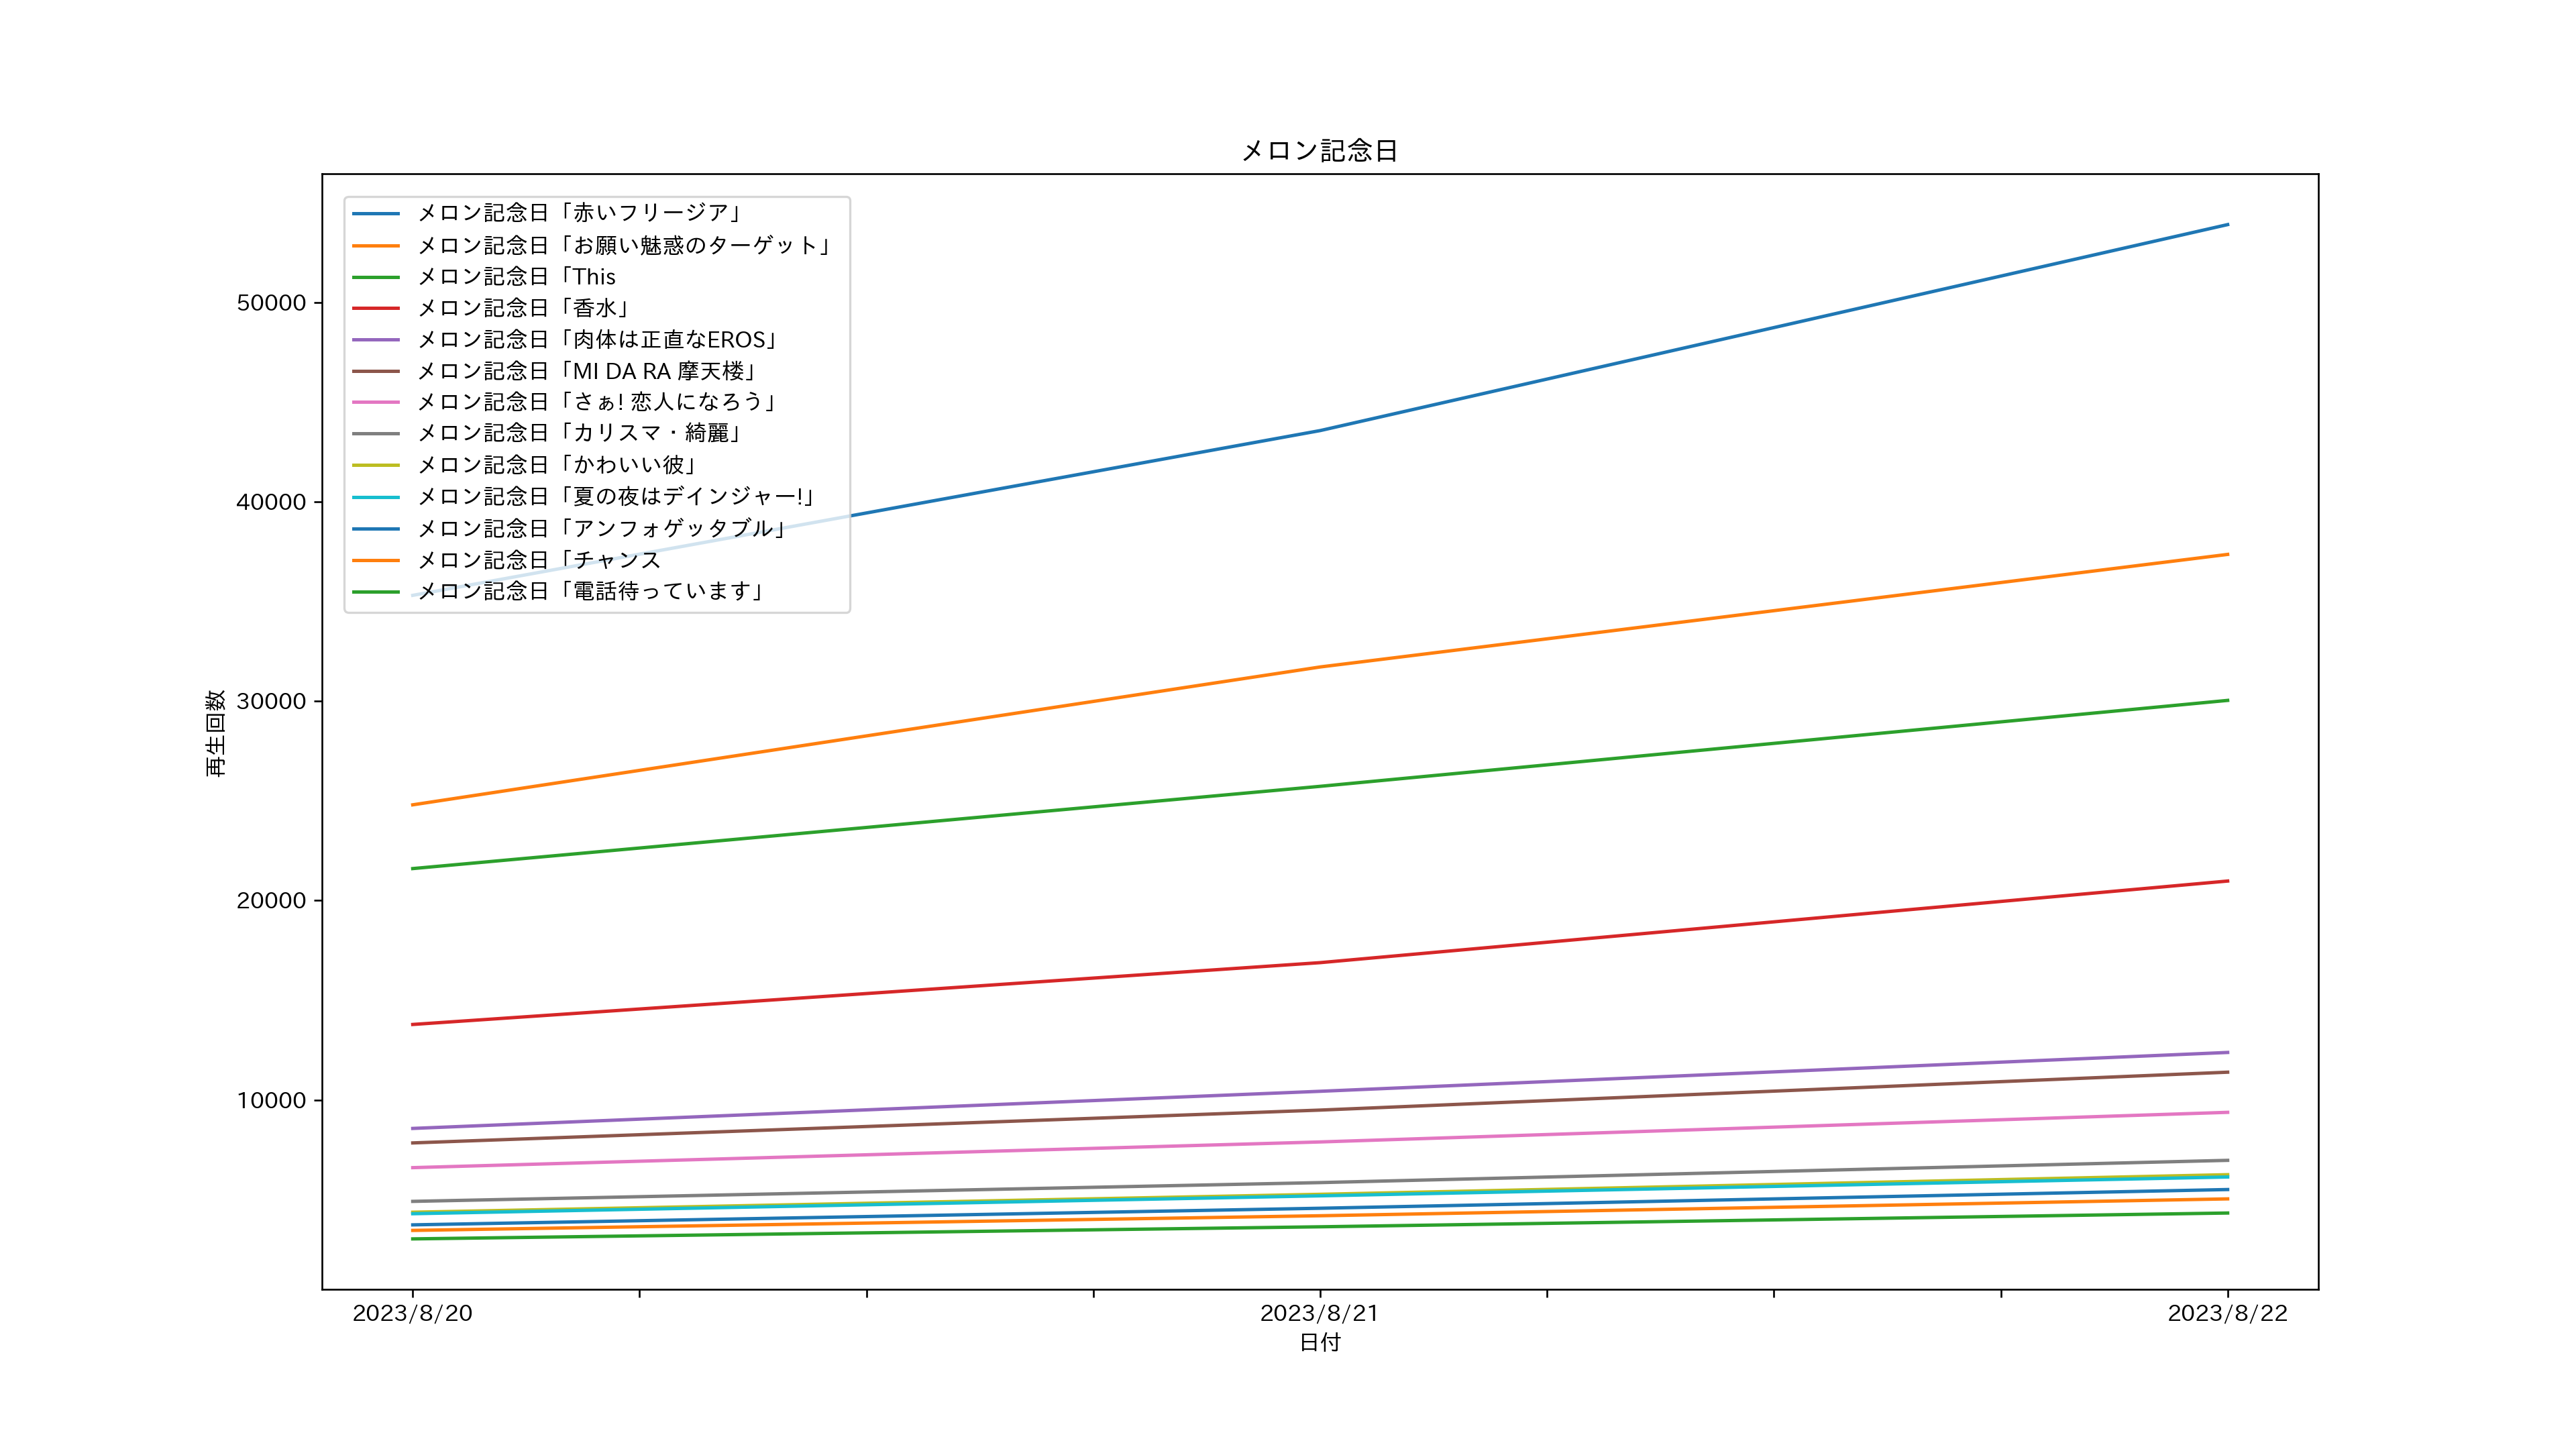 メロン記念日
メロン記念日「赤いフリージア」
メロン記念日「お願い魅惑のターゲット」
メロン記念日「This
メロン記念日「香水」
メロン記念日「肉体は正直なEROS」
メロン記念日「MI DA RA 摩天楼」
メロン記念日「さぁ! 恋人になろう」
メロン記念日「カリスマ・綺麗」
メロン記念日「かわいい彼」
メロン記念日「夏の夜はデインジャー!」
メロン記念日「アンフォゲッタブル」
メロン記念日「チャンス
メロン記念日「電話待っています」
50000
40000
30000
20000
10000
再生回数
2023/8/20 2023/8/21 2023/8/22
日付